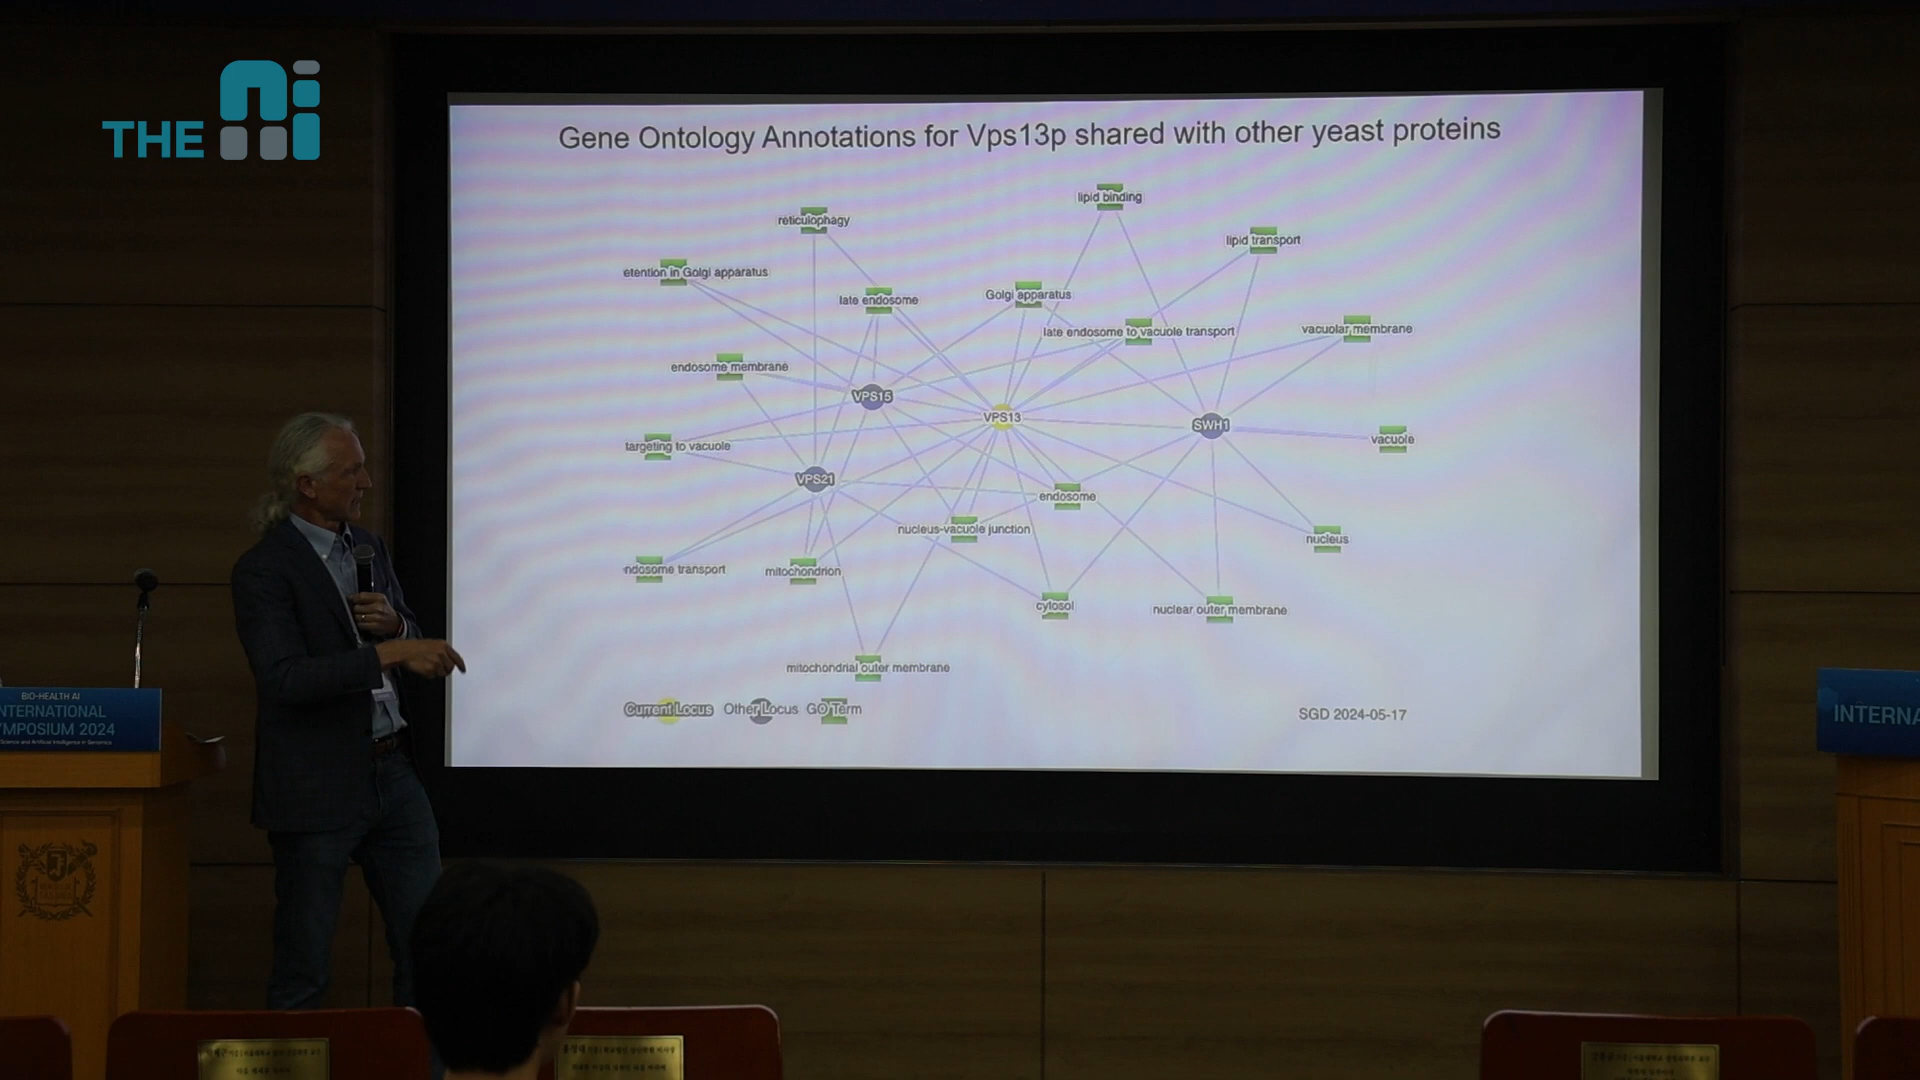 THE Ai
Gene Ontology Annotations for Vps13p shared with other yeast proteins
lipid binding
reticulophagy
lipid transport
etention in Golgi apparatus
late endosome
Golgi apparatus
late endosome to vacuole transport
vacuolar membrane
endosome membrane
VPS15
VPS13
SWH1
vacuole
targeting to vacuole
VPS21
endosome
nucleus-vacuole junction
nucleus
ndosome transport
mitochondrion
cytosol
nuclear outer membrane
mitochondrial outer membrane
Current Locus Other Locus GO Term
SGD 2024-05-17
BIO-HEALTH AI
NTERNATIONAL
YMPOSIUM 2024
INTERNA